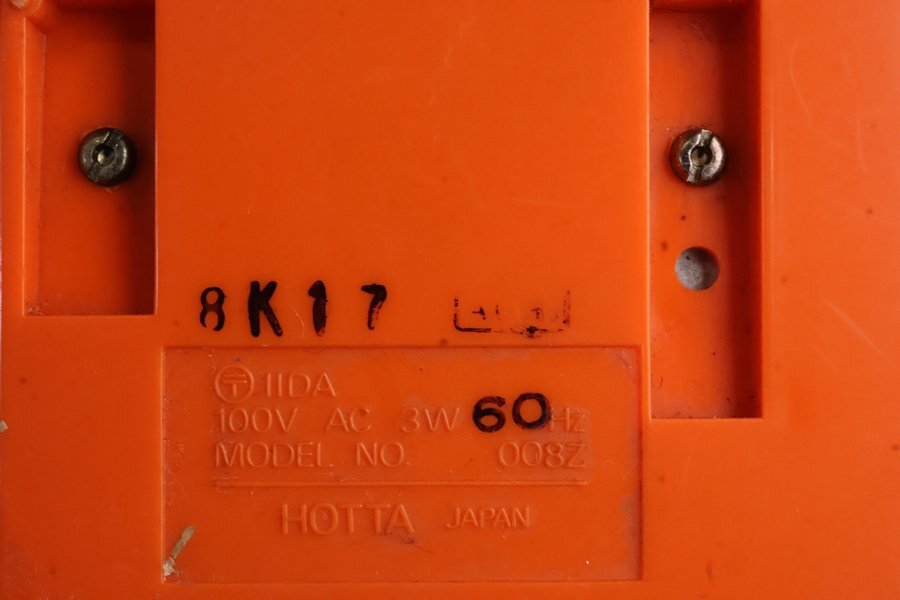 8K17
〒 IIDA
100V AC 3W 60Hz
MODEL NO. 008Z
HOTTA JAPAN